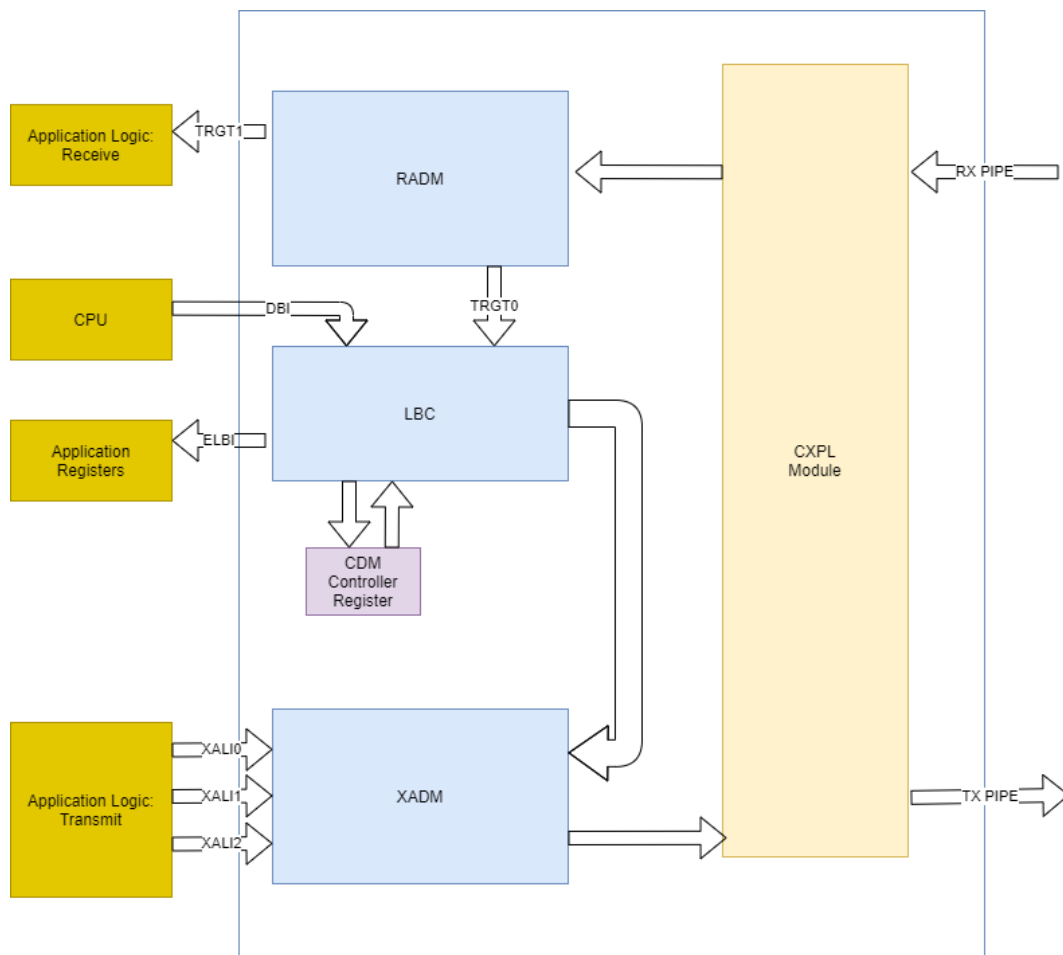 Application Logic:
Receive
TRGT1
RADM
RX PIPE
CPU
DBI
TRGT0
LBC
Application
Registers
ELBI
CXPL
Module
CDM
Controller
Register
Application Logic:
Transmit
XALI0
XALI1
XALI2
XADM
TX PIPE